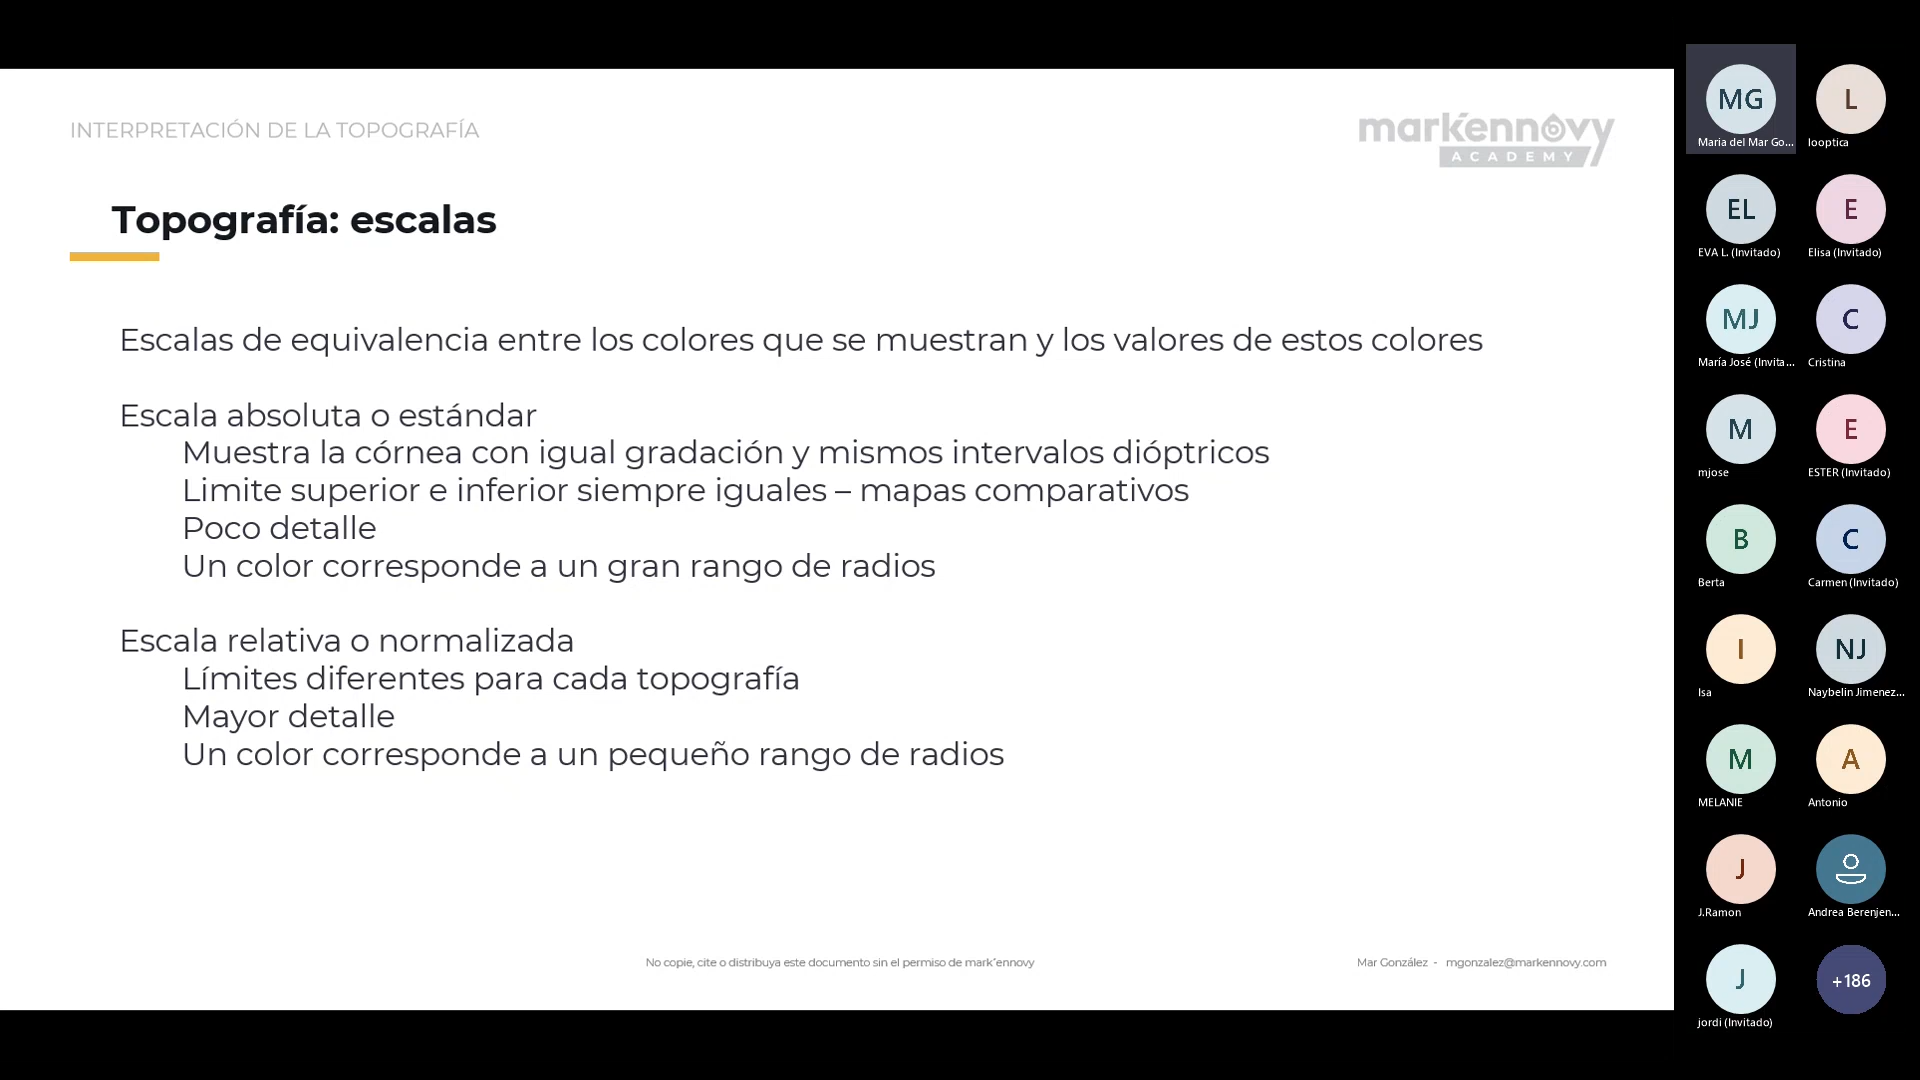 INTERPRETACIÓN DE LA TOPOGRAFÍA
mark'ennovy
ACADEMY
Topografía: escalas
Escalas de equivalencia entre los colores que se muestran y los valores de estos colores
Escala absoluta o estándar
Muestra la córnea con igual gradación y mismos intervalos dióptricos
Limite superior e inferior siempre iguales – mapas comparativos
Poco detalle
Un color corresponde a un gran rango de radios
Escala relativa o normalizada
Límites diferentes para cada topografía
Mayor detalle
Un color corresponde a un pequeño rango de radios
No copie, cite o distribuya este documento sin el permiso de mark'ennovy
Mar González - mgonzalez@markennovy.com
MG L
Maria del Mar Go... looptica
EL E
EVA L. (Invitado) Elisa (Invitado)
MJ C
María José (Invita... Cristina
M E
mjose ESTER (Invitado)
B C
Berta Carmen (Invitado)
I NJ
Isa Naybelin Jimenez...
M A
MELANIE Antonio
J
J.Ramon Andrea Berenjen...
J +186
jordi (Invitado)